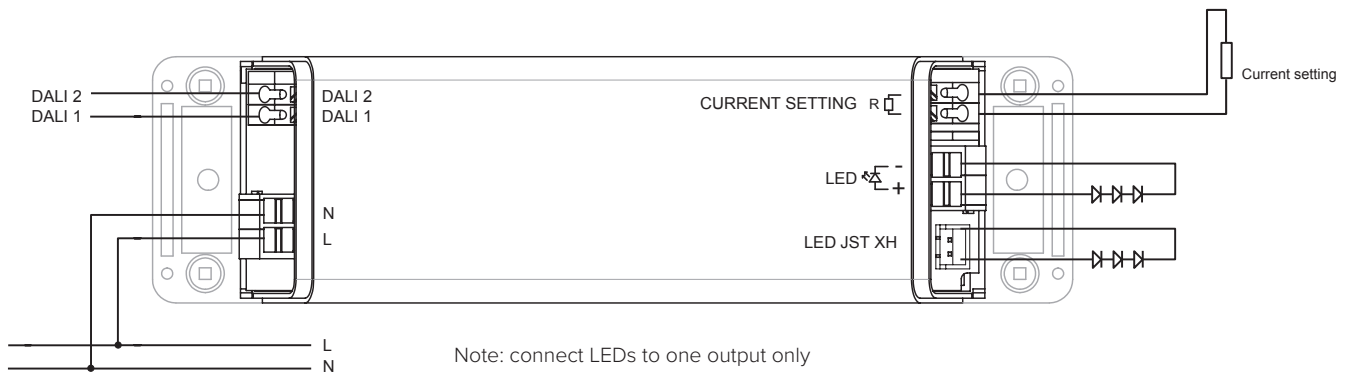 Current setting
DALI 2
DALI 1
DALI 2
DALI 1
CURRENT SETTING R
LED - +
N
L
LED JST XH
L
N
Note: connect LEDs to one output only